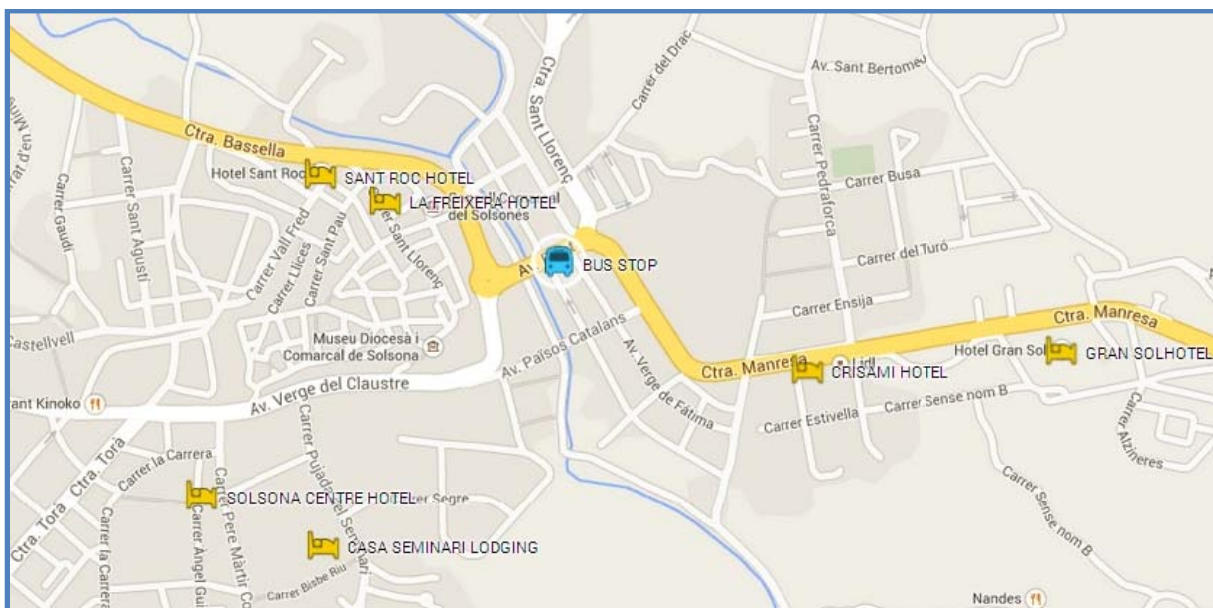 Ctra. Sant Llorenç
Carrer del Drac
Av. Sant Bertomeu
Carrer Pedraforca
Ctra. Bassella
Hotel Sant Roc
SANT ROC HOTEL
LA FREIXERA HOTEL
del Solsonès
Carrer Busa
Carrer Gaudí
Carrer Sant Agustí
Carrer Vall Fred
Carrer Llices
Carrer Sant Pau
Sant Llorenç
BUS STOP
Carrer del Turó
Carrer Ensija
Castellvell
Museu Diocesà i
Comarcal de Solsona
Av. Països Catalans
Av. Verge de Fàtima
Ctra. Manresa
Ctra. Manresa
Hotel Gran Sol
GRAN SOLHOTEL
Lidl
CRISAMI HOTEL
Av. Verge del Claustre
Kinoko
Carrer Estivella
Carrer Sense nom B
Carrer Alzineres
Ctra. Torà
Ctra. Torà
Carrer la Carrera
Carrer Pujada del Seminari
SOLSONA CENTRE HOTEL
Segre
Carrer Sense nom B
CASA SEMINARI LODGING
Carrer la Carrera
Carrer Àngel Gui
Carrer Pere Màrtir Co
Carrer Bisbe Riu
Nandes